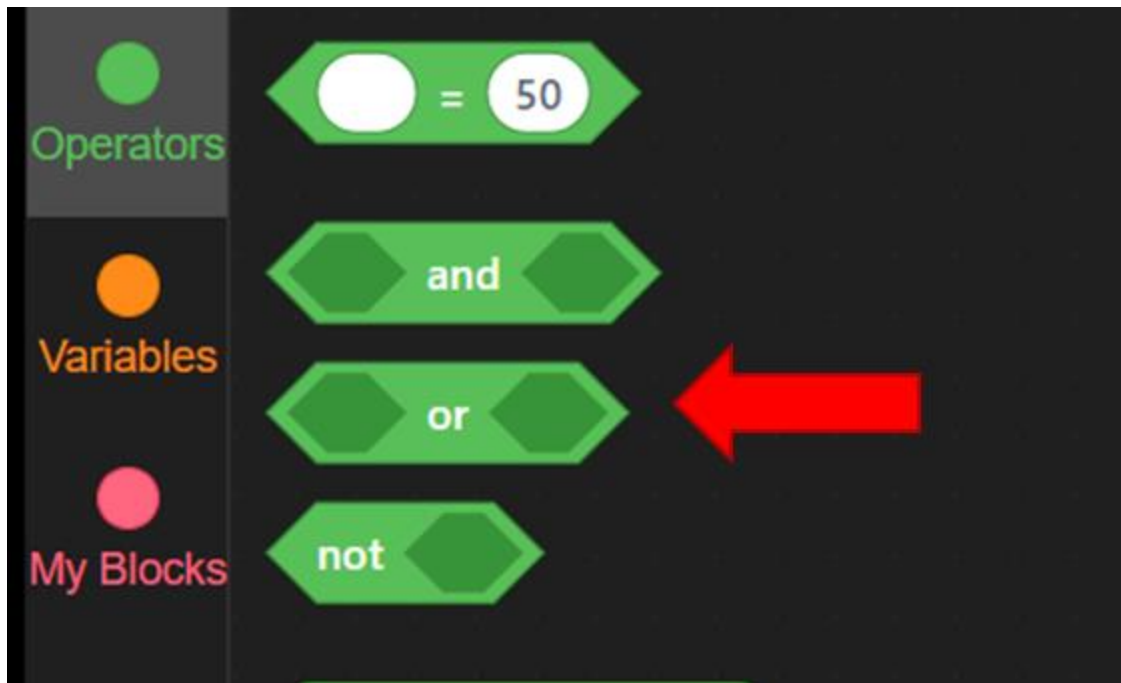 Operators
Variables
My Blocks
= 50
and
or
not